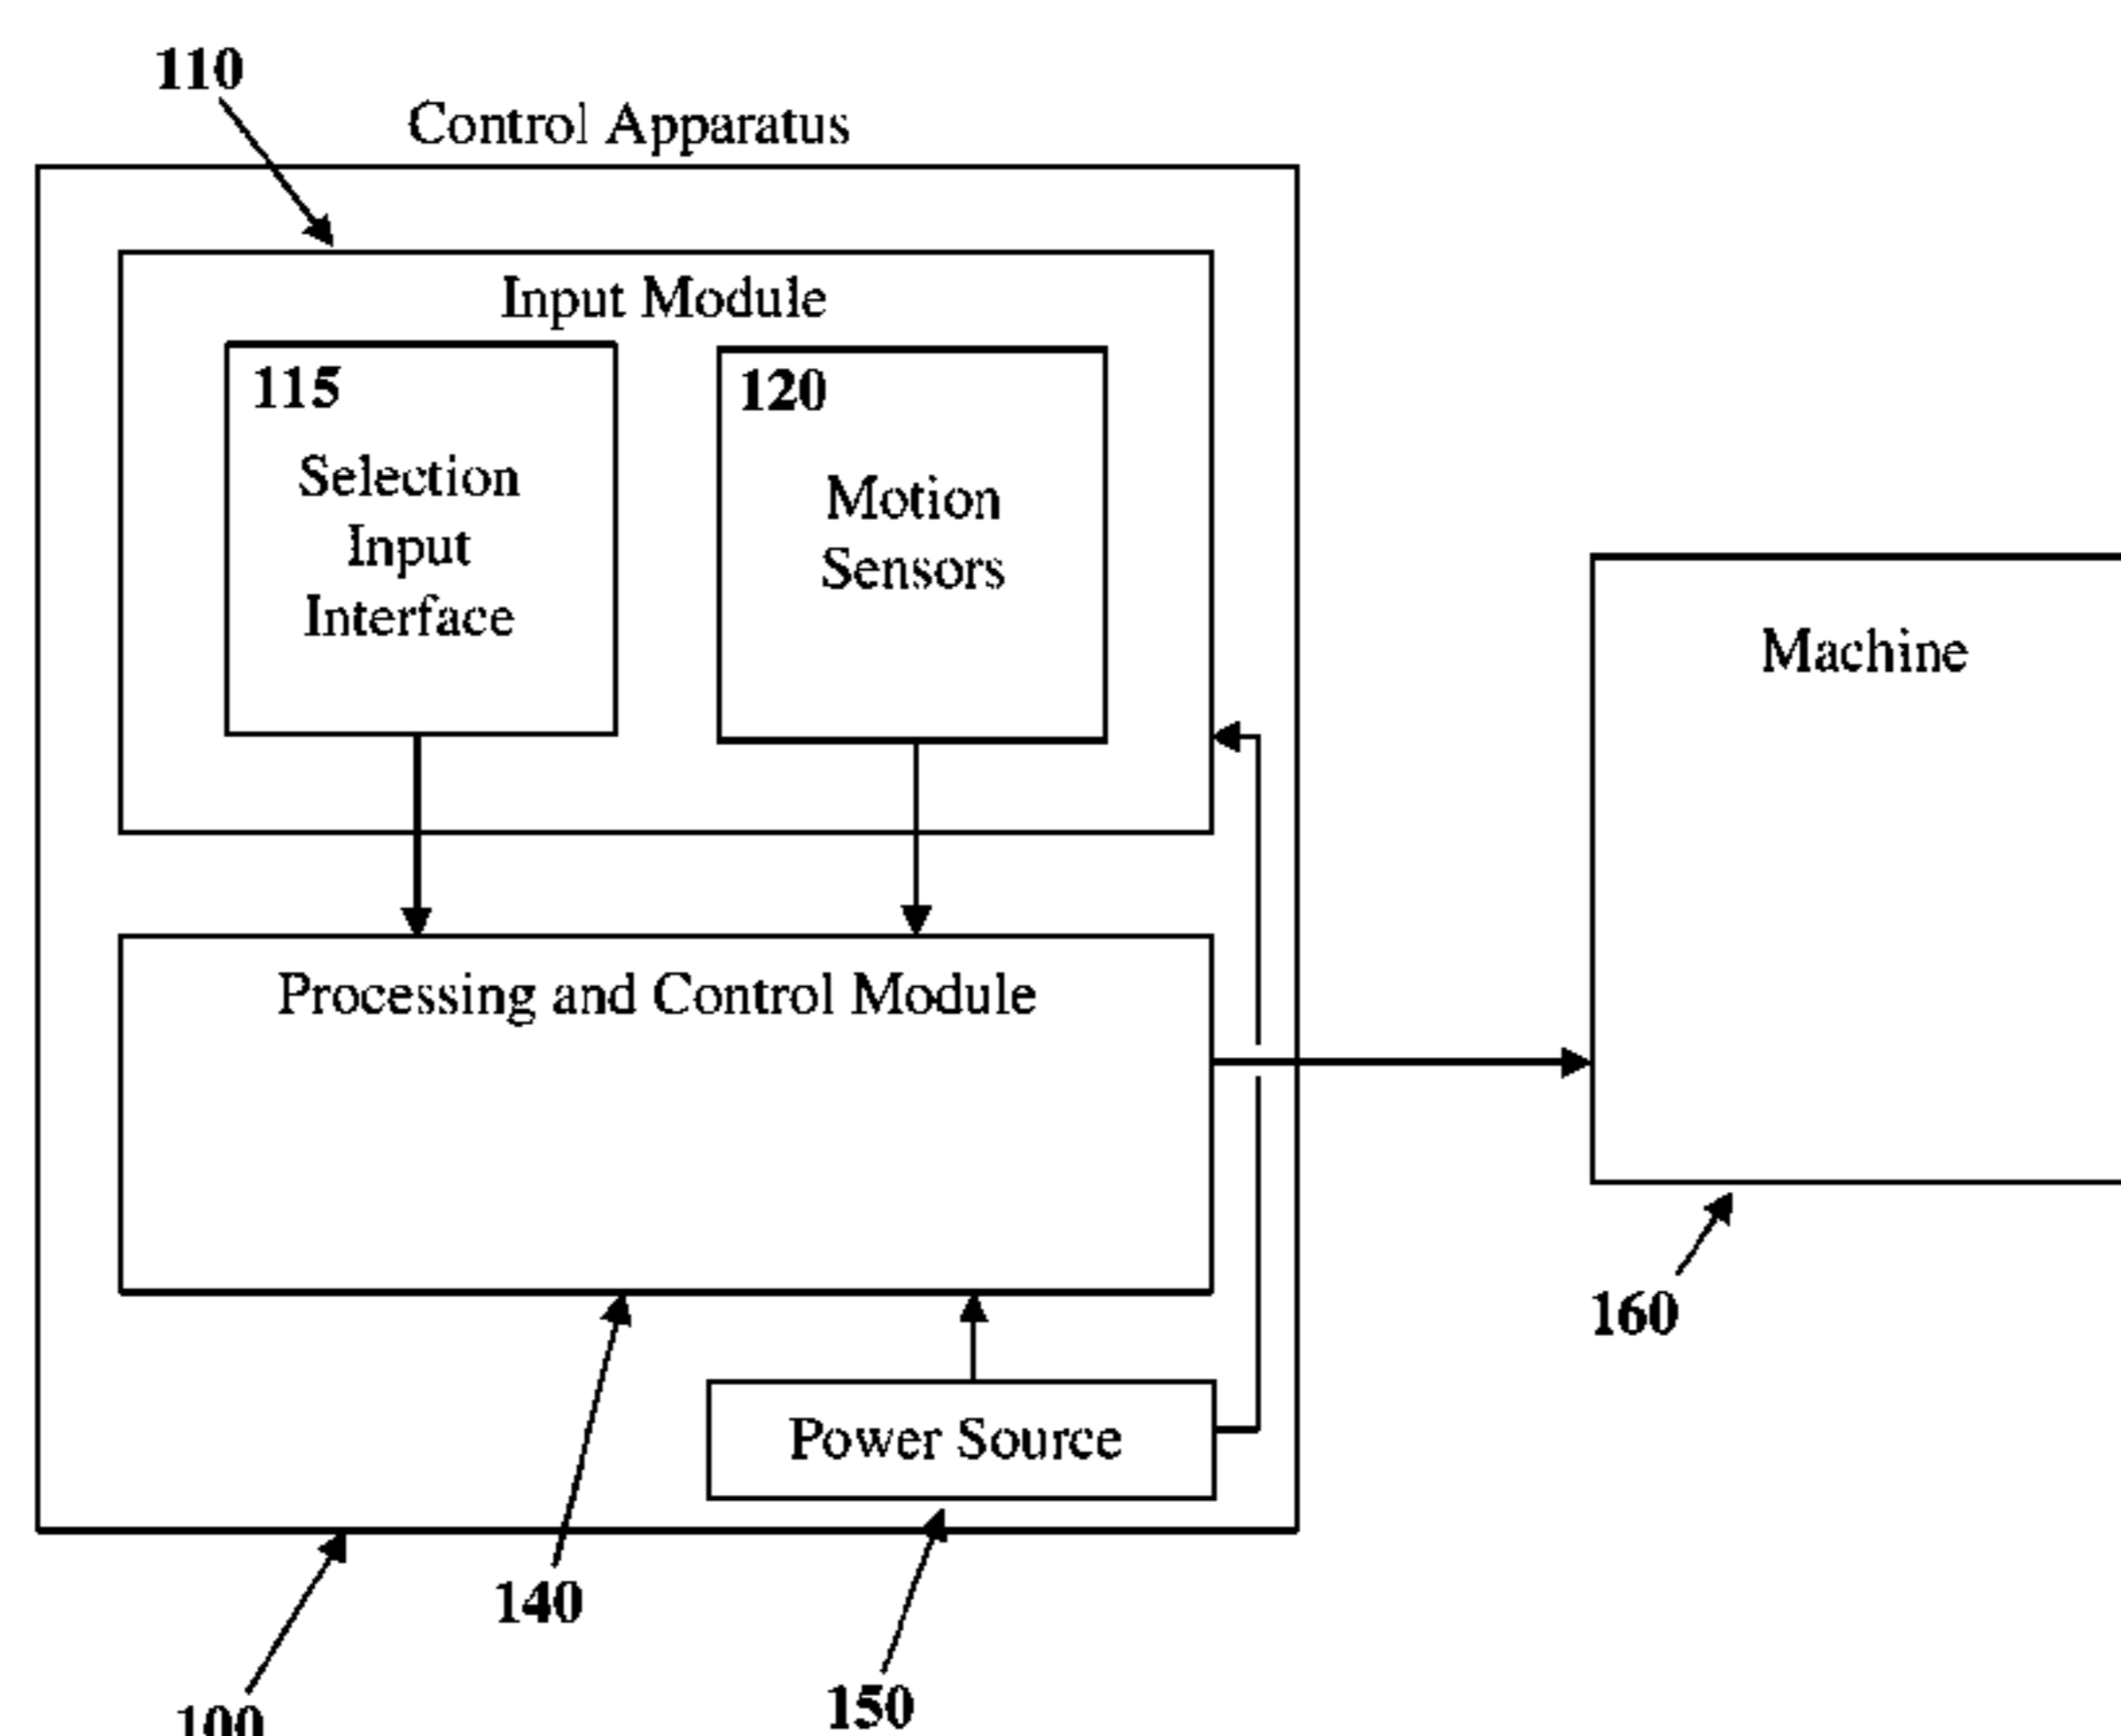 110
Control Apparatus
Input Module
115
Selection
Input
Interface
120
Motion
Sensors
Machine
Processing and Control Module
160
Power Source
140
150
100